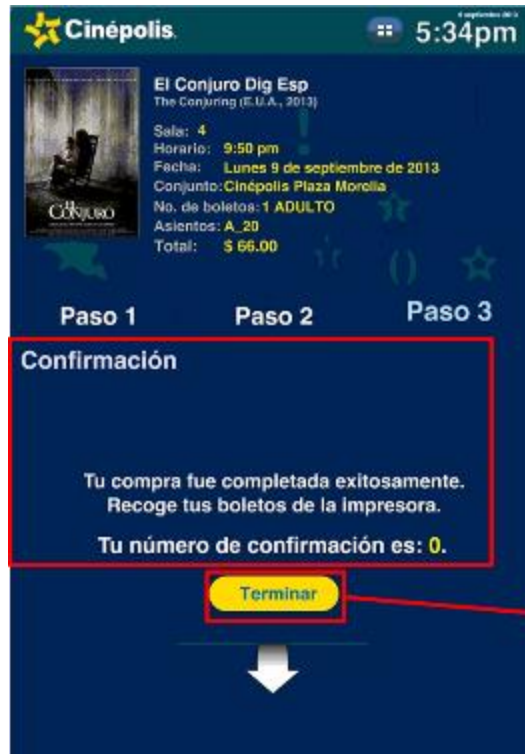 Cinépolis.
5:34pm
El Conjuro Dig Esp
The Conjuring (E.U.A., 2013)
Sala: 4
Horario: 9:50 pm
Fecha: Lunes 9 de septiembre de 2013
Conjunto: Cinépolis Plaza Morelia
No. de boletos: 1 ADULTO
Asientos: A_20
Total: $ 66.00
EL CONJURO
Paso 1 Paso 2 Paso 3
Confirmación
Tu compra fue completada exitosamente.
Recoge tus boletos de la impresora.
Tu número de confirmación es: 0.
Terminar